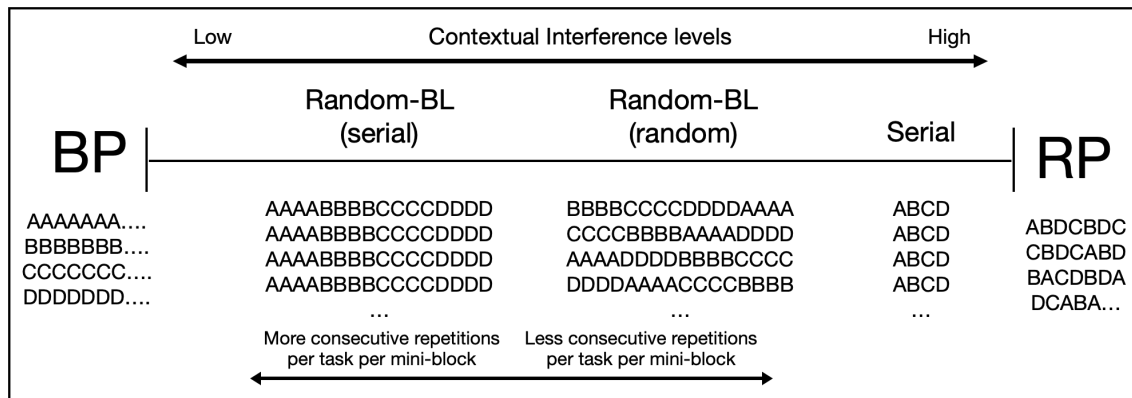 Low Contextual Interference levels High
Random-BL
(serial)
Random-BL
(random)
Serial
BP
RP
AAAAAAA....
BBBBBBB....
CCCCCCC....
DDDDDDD....
AAAABBBBCCCCDDDD
AAAABBBBCCCCDDDD
AAAABBBBCCCCDDDD
AAAABBBBCCCCDDDD
...
BBBBCCCCDDDDAAAA
CCCCBBBBAAAADDDD
AAAADDDDBBBBCCCC
DDDDAAAACCCCBBBB
...
ABCD
ABCD
ABCD
ABCD
...
ABDCBDC
CBDCABD
BACDBDA
DCABA...
More consecutive repetitions
per task per mini-block
Less consecutive repetitions
per task per mini-block